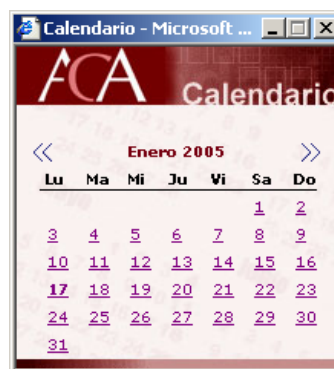 Calendario - Microsoft ...
ACA Calendario
<< Enero 2005 >>
Lu Ma Mi Ju Vi Sa Do
1 2
3 4 5 6 7 8 9
10 11 12 13 14 15 16
17 18 19 20 21 22 23
24 25 26 27 28 29 30
31